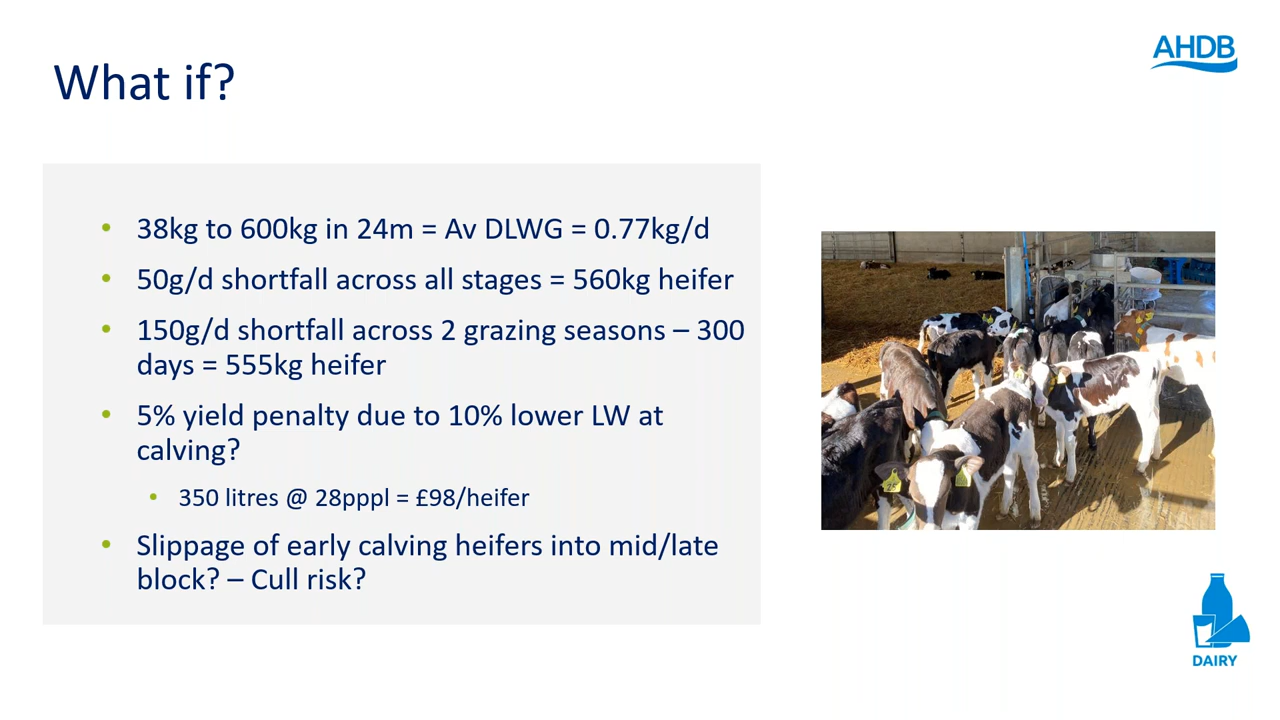 AHDB
What if?
• 38kg to 600kg in 24m = Av DLWG = 0.77kg/d
• 50g/d shortfall across all stages = 560kg heifer
• 150g/d shortfall across 2 grazing seasons – 300
days = 555kg heifer
• 5% yield penalty due to 10% lower LW at
calving?
• 350 litres @ 28pppl = £98/heifer
• Slippage of early calving heifers into mid/late
block? – Cull risk?
DAIRY